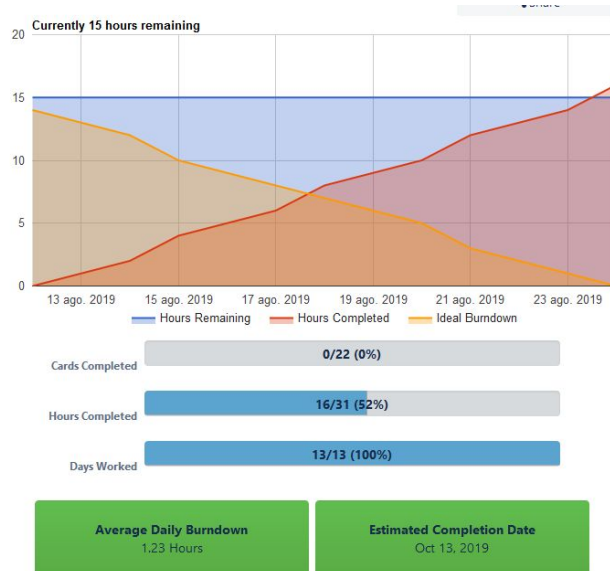 Share
Currently 15 hours remaining
20
15
10
5
0
13 ago. 2019 15 ago. 2019 17 ago. 2019 19 ago. 2019 21 ago. 2019 23 ago. 2019
Hours Remaining Hours Completed Ideal Burndown
Cards Completed 0/22 (0%)
Hours Completed 16/31 (52%)
Days Worked 13/13 (100%)
Average Daily Burndown Estimated Completion Date
1.23 Hours Oct 13, 2019